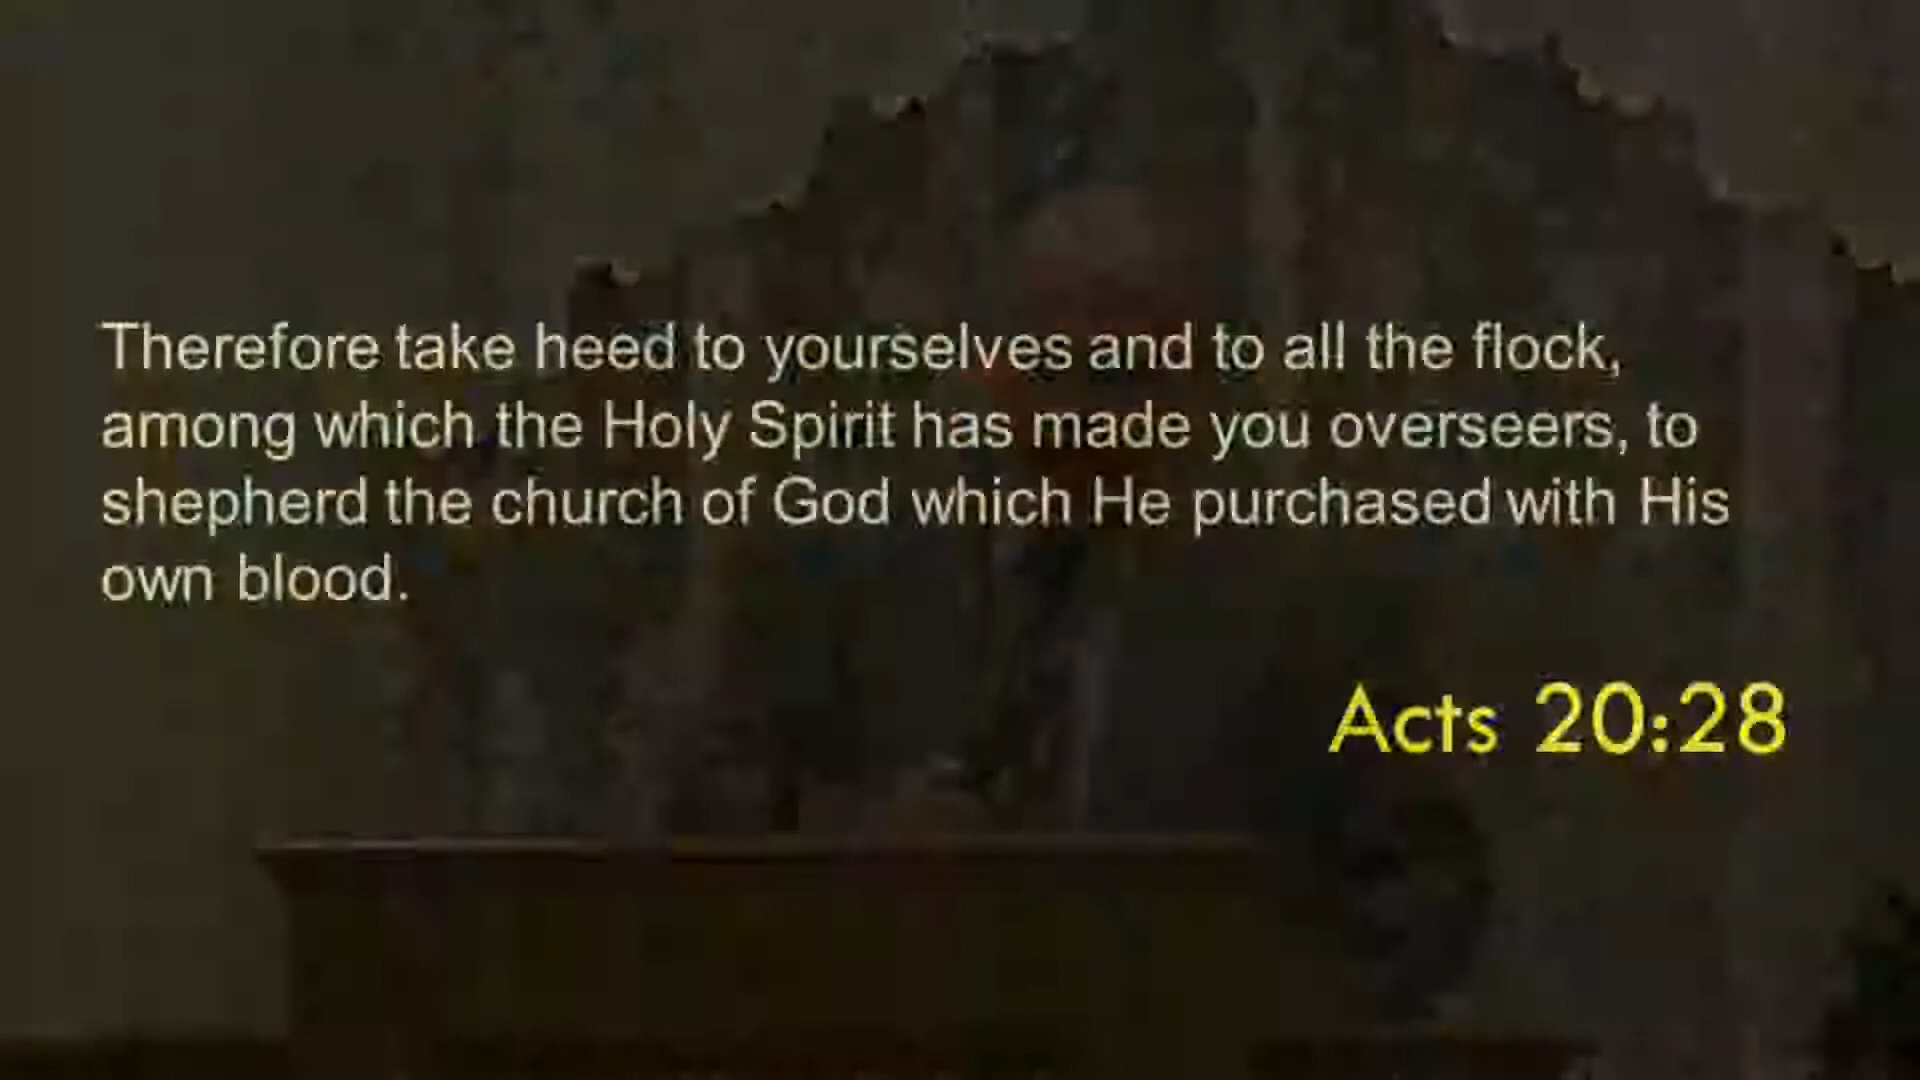 Therefore take heed to yourselves and to all the flock,
among which the Holy Spirit has made you overseers, to
shepherd the church of God which He purchased with His
own blood.
Acts 20:28